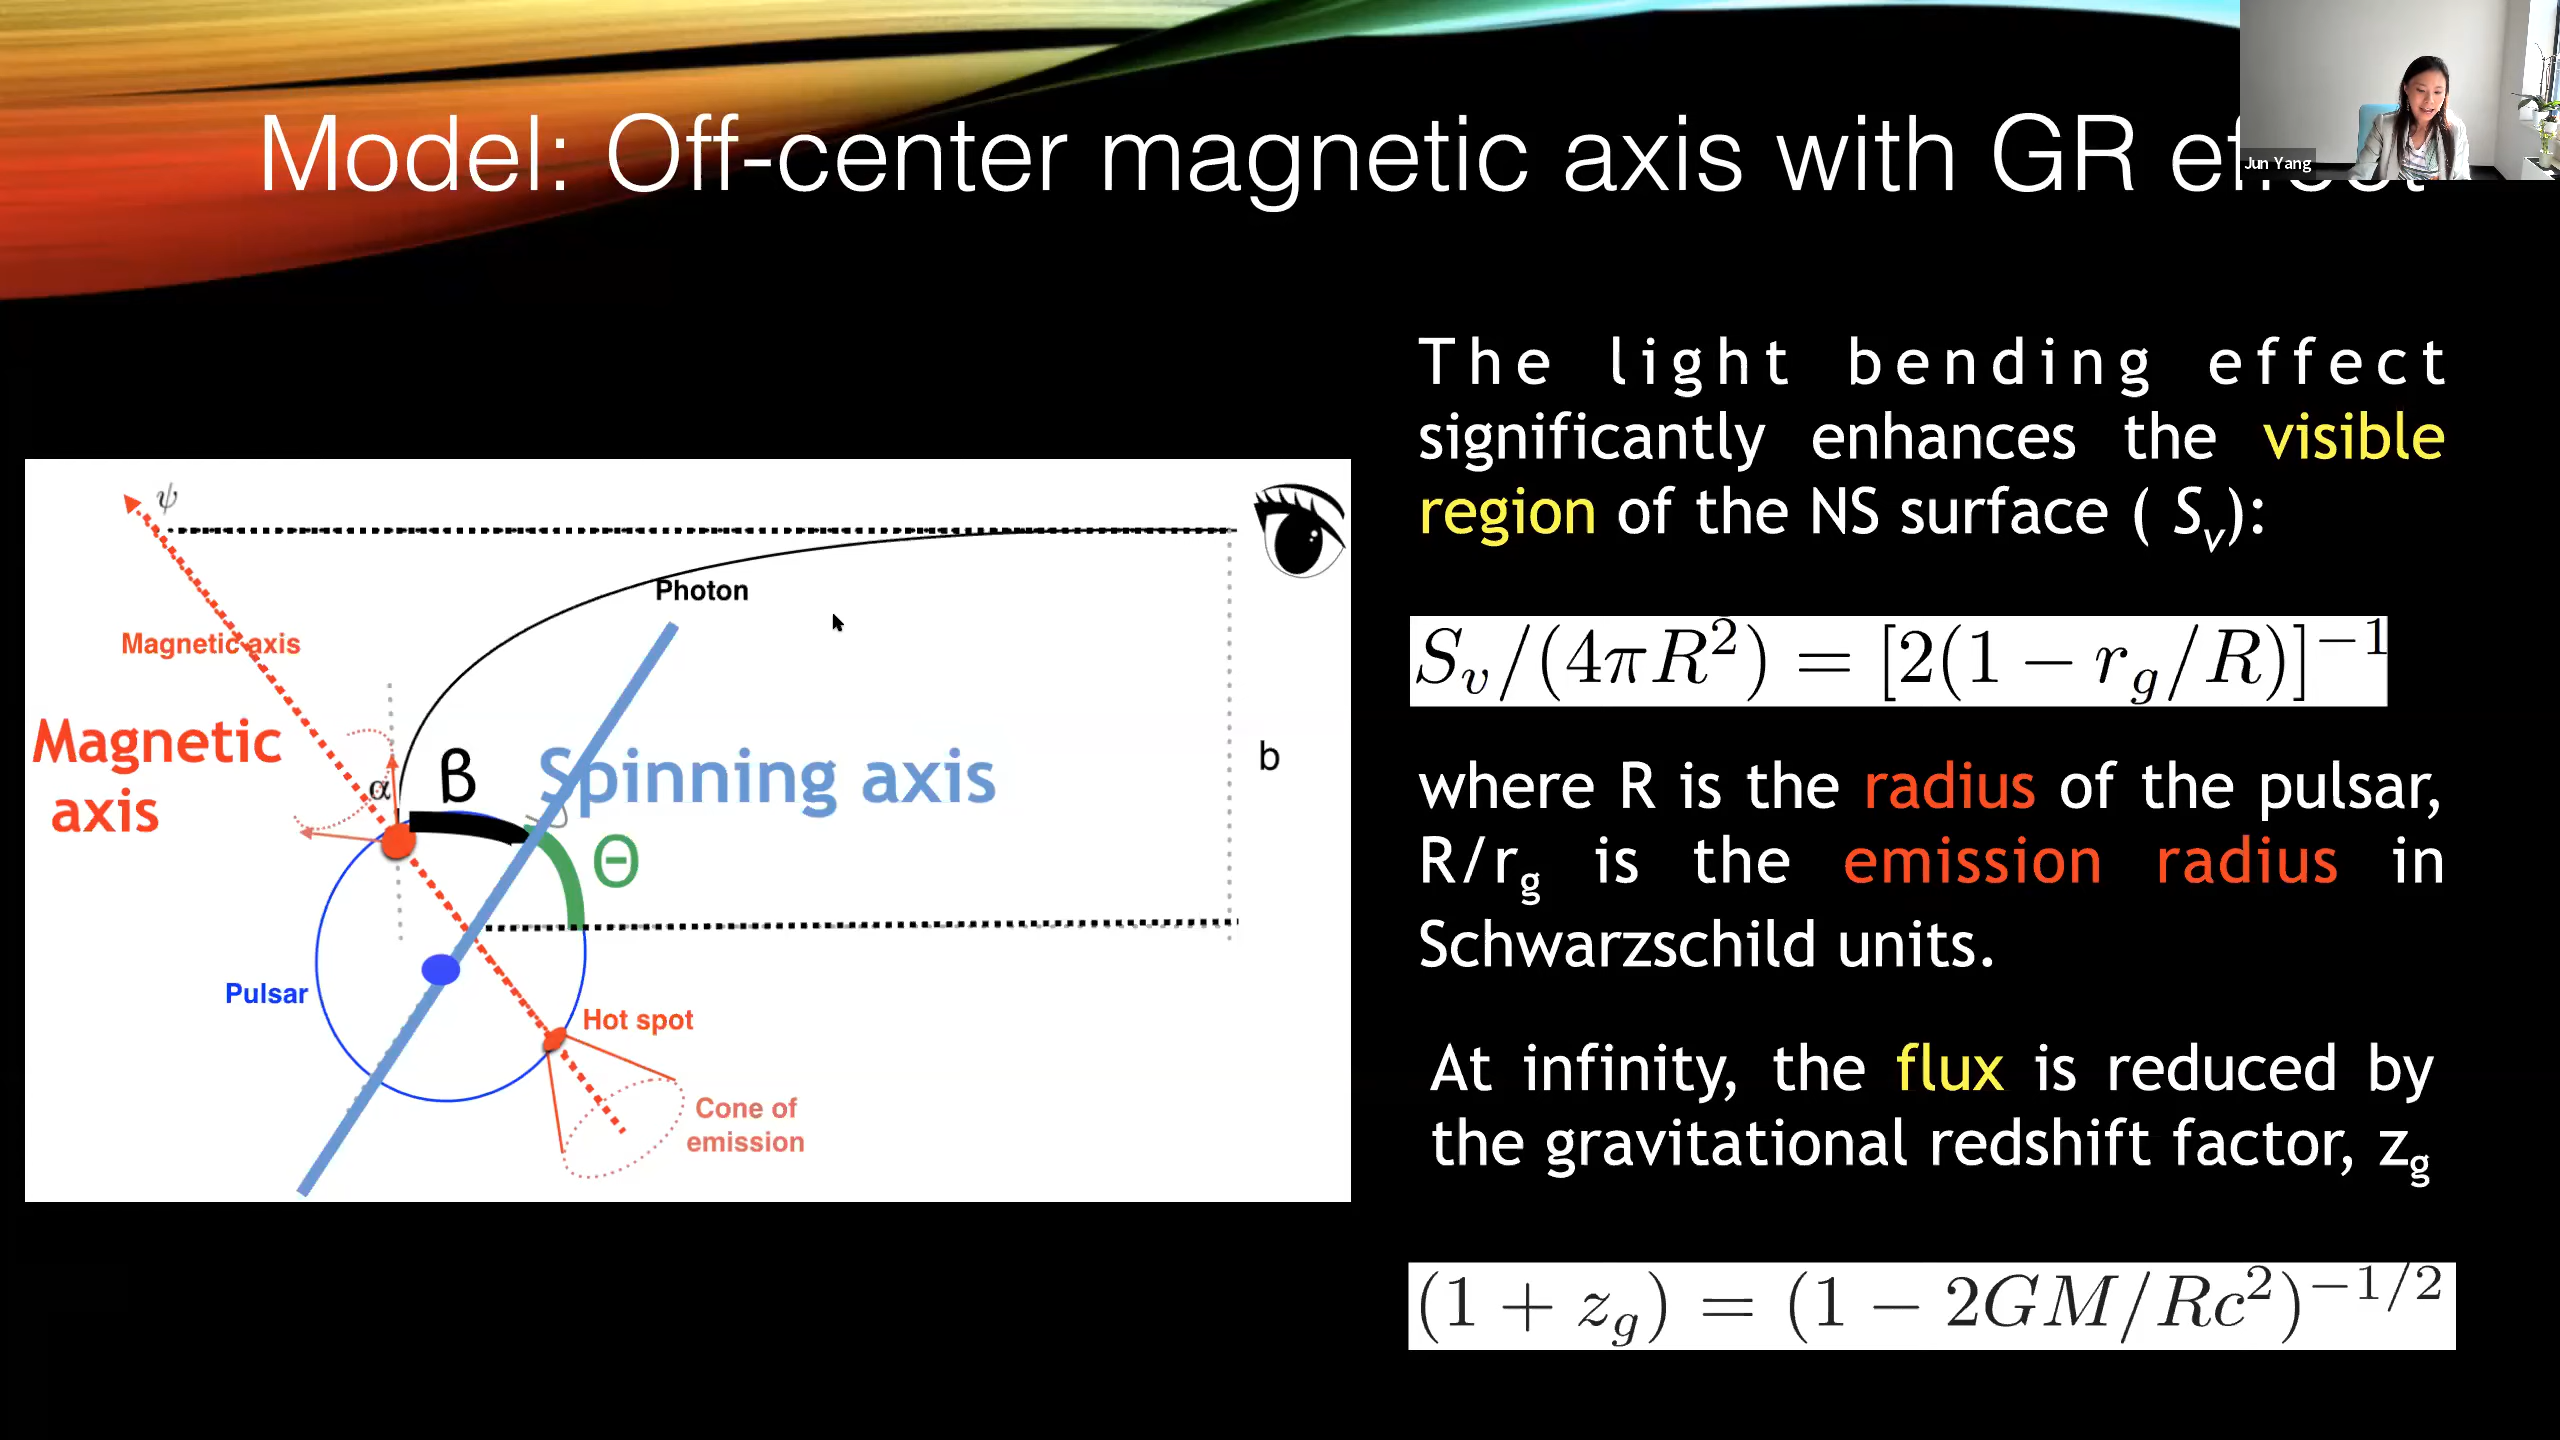 Model: Off-center magnetic axis with GR effect
Jun Yang
ψ
Photon
Magnetic axis
Magnetic
axis
α
β
Spinning axis
b
Θ
Pulsar
Hot spot
Cone of
emission
The light bending effect
significantly enhances the visible
region of the NS surface ( Sᵥ):
Sᵥ/(4πR²) = [2(1 − r_g/R)]⁻¹
where R is the radius of the pulsar,
R/r_g is the emission radius in
Schwarzschild units.
At infinity, the flux is reduced by
the gravitational redshift factor, z_g
(1 + z_g) = (1 − 2GM/Rc²)^{−1/2}